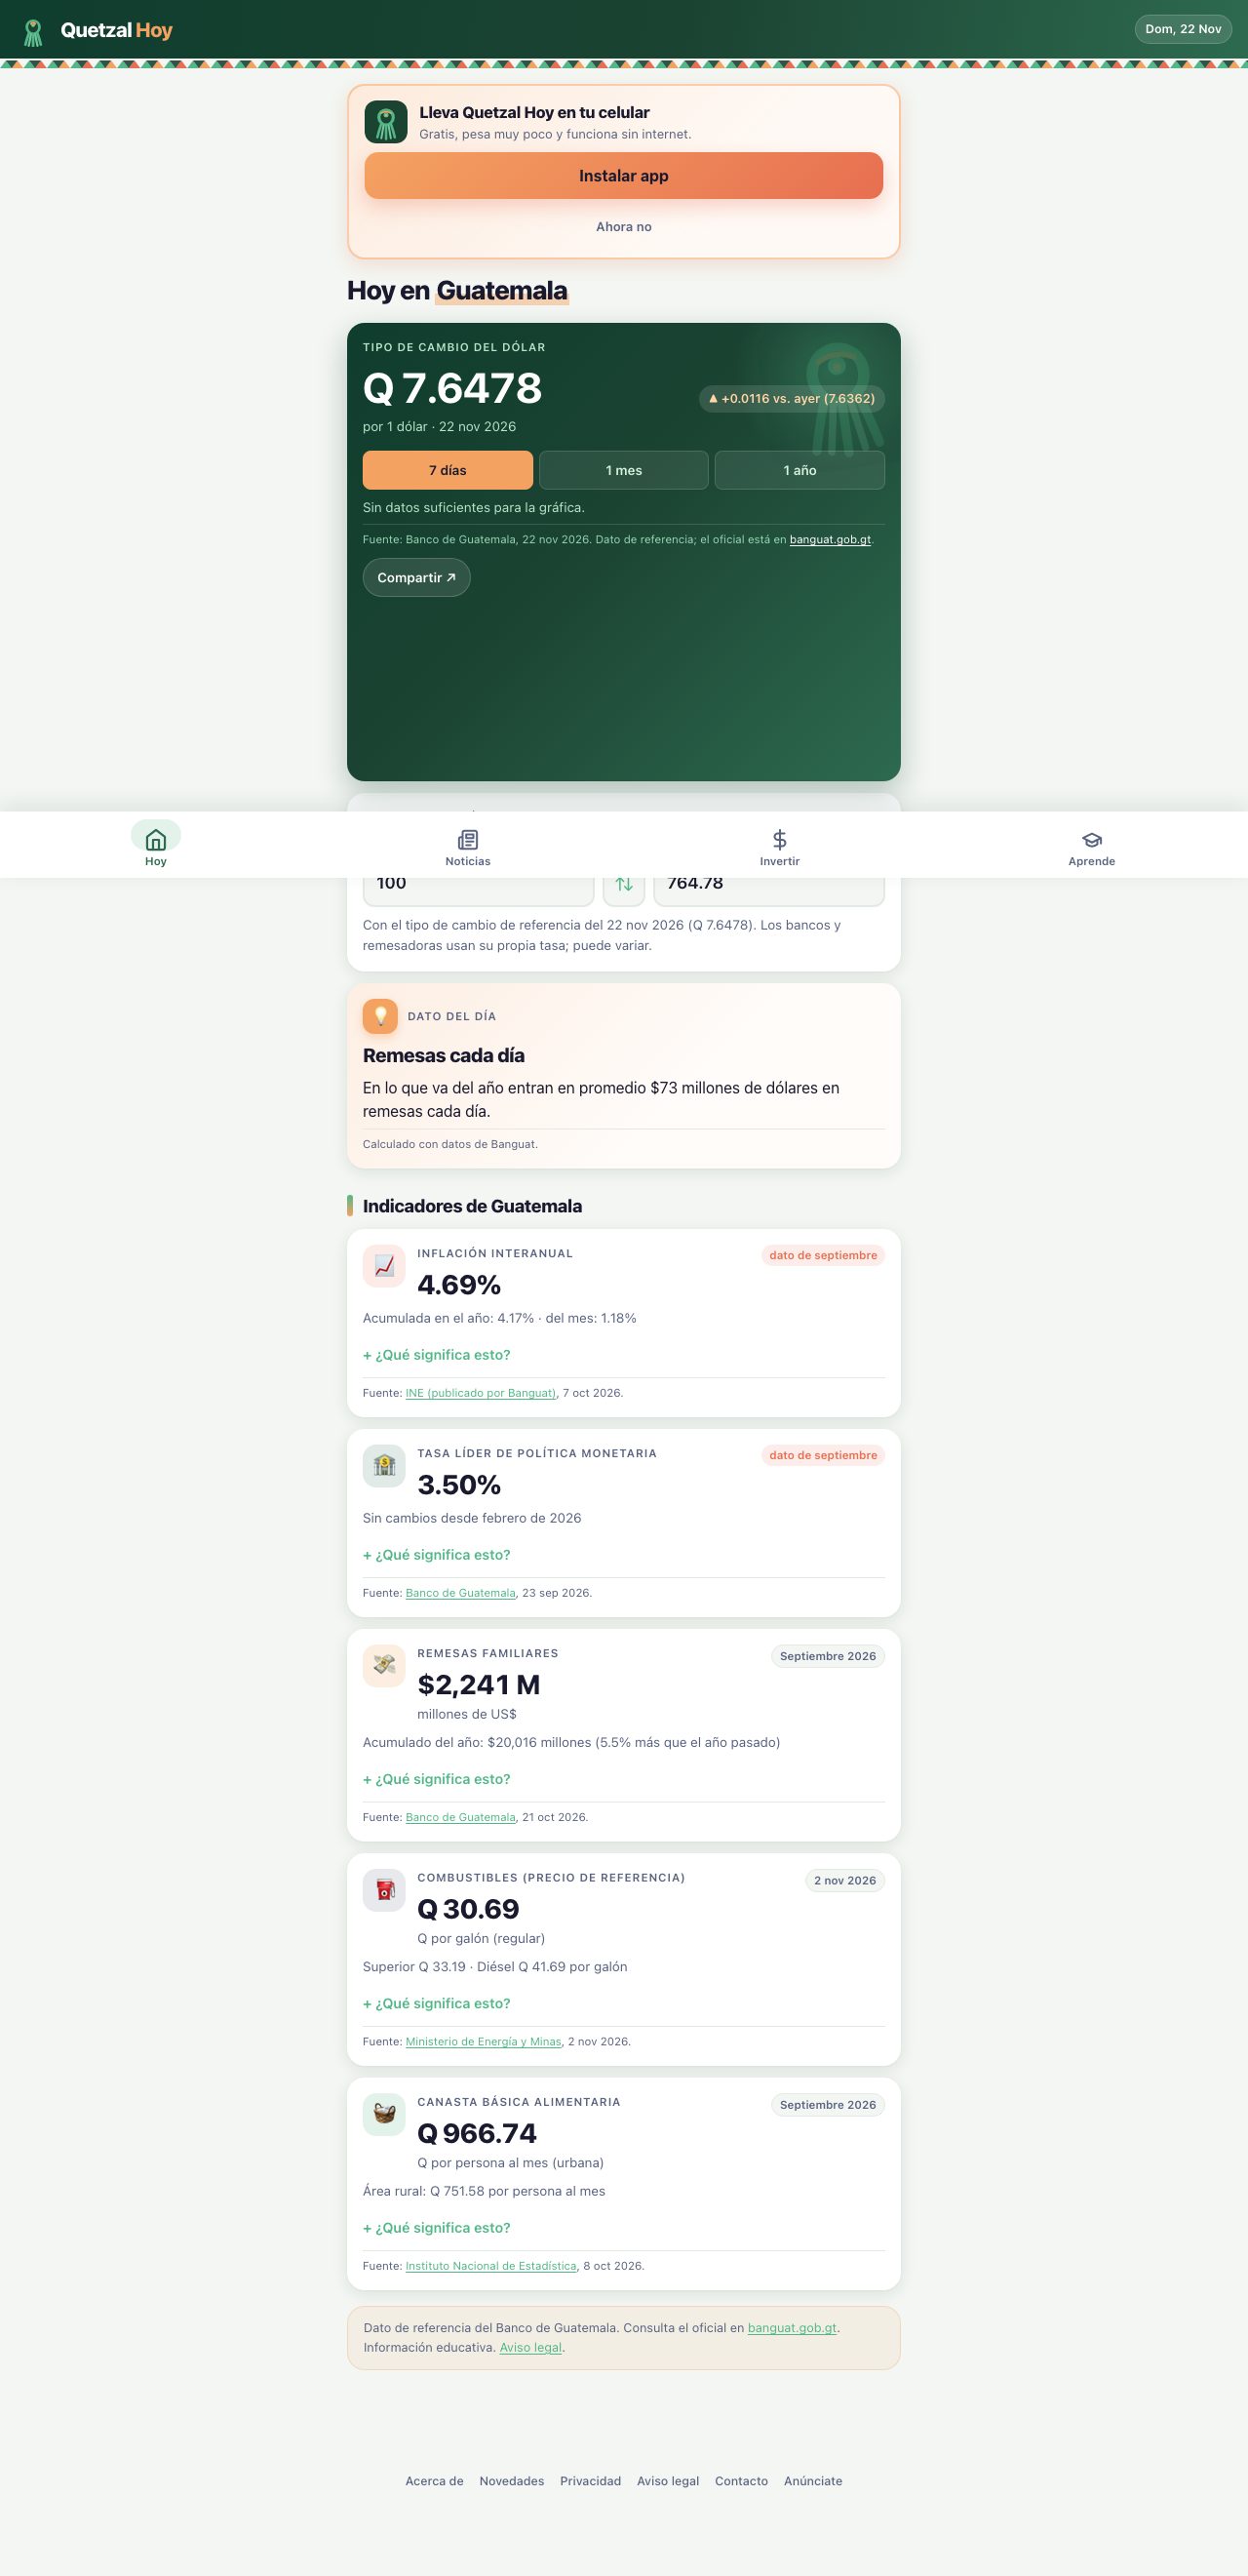 Quetzal Hoy
Dom, 22 Nov
Lleva Quetzal Hoy en tu celular
Gratis, pesa muy poco y funciona sin internet.
Instalar app
Ahora no
Hoy en Guatemala
TIPO DE CAMBIO DEL DÓLAR
Q 7.6478
▲ +0.0116 vs. ayer (7.6362)
por 1 dólar · 22 nov 2026
7 días
1 mes
1 año
Sin datos suficientes para la gráfica.
Fuente: Banco de Guatemala, 22 nov 2026. Dato de referencia; el oficial está en banguat.gob.gt.
Compartir ↗
Hoy
Noticias
Invertir
Aprende
100
764.78
Con el tipo de cambio de referencia del 22 nov 2026 (Q 7.6478). Los bancos y
remesadoras usan su propia tasa; puede variar.
DATO DEL DÍA
Remesas cada día
En lo que va del año entran en promedio $73 millones de dólares en
remesas cada día.
Calculado con datos de Banguat.
Indicadores de Guatemala
INFLACIÓN INTERANUAL
dato de septiembre
4.69%
Acumulada en el año: 4.17% · del mes: 1.18%
+ ¿Qué significa esto?
Fuente: INE (publicado por Banguat), 7 oct 2026.
TASA LÍDER DE POLÍTICA MONETARIA
dato de septiembre
3.50%
Sin cambios desde febrero de 2026
+ ¿Qué significa esto?
Fuente: Banco de Guatemala, 23 sep 2026.
REMESAS FAMILIARES
Septiembre 2026
$2,241 M
millones de US$
Acumulado del año: $20,016 millones (5.5% más que el año pasado)
+ ¿Qué significa esto?
Fuente: Banco de Guatemala, 21 oct 2026.
COMBUSTIBLES (PRECIO DE REFERENCIA)
2 nov 2026
Q 30.69
Q por galón (regular)
Superior Q 33.19 · Diésel Q 41.69 por galón
+ ¿Qué significa esto?
Fuente: Ministerio de Energía y Minas, 2 nov 2026.
CANASTA BÁSICA ALIMENTARIA
Septiembre 2026
Q 966.74
Q por persona al mes (urbana)
Área rural: Q 751.58 por persona al mes
+ ¿Qué significa esto?
Fuente: Instituto Nacional de Estadística, 8 oct 2026.
Dato de referencia del Banco de Guatemala. Consulta el oficial en banguat.gob.gt.
Información educativa. Aviso legal.
Acerca de
Novedades
Privacidad
Aviso legal
Contacto
Anúnciate